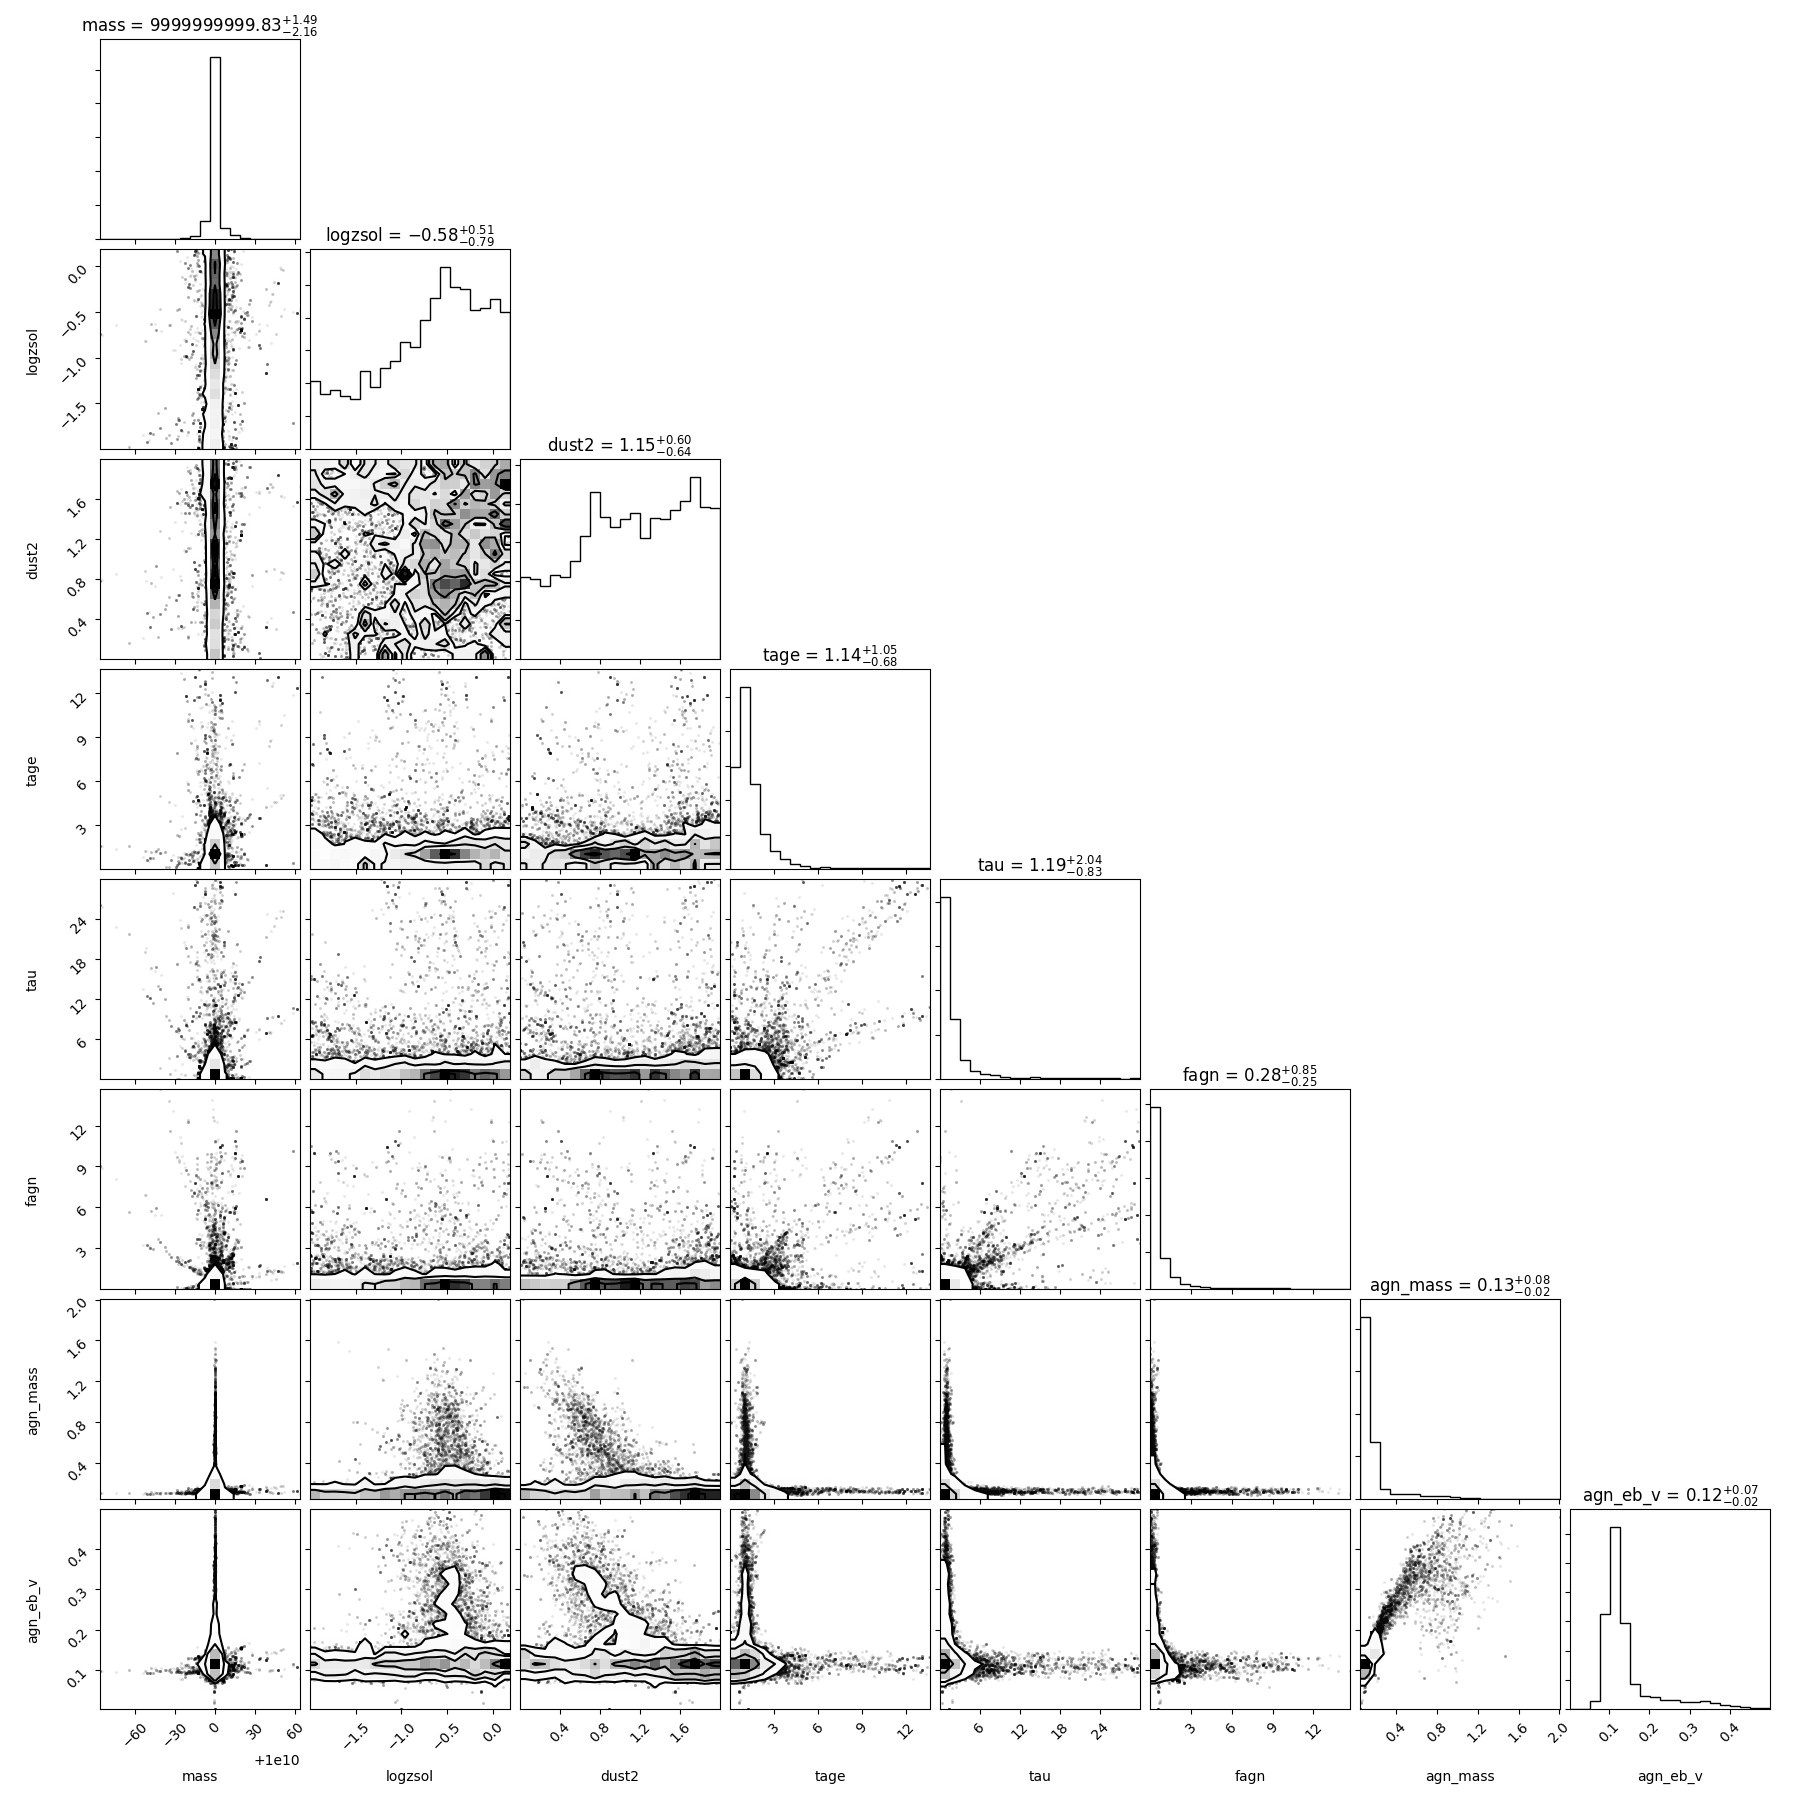 mass = 9999999999.83+1.49−2.16
logzsol = −0.58+0.51−0.79
0.0
−0.5
−1.0
−1.5
logzsol
dust2 = 1.15+0.60−0.64
1.6
1.2
0.8
0.4
dust2
tage = 1.14+1.05−0.68
12
9
6
3
tage
tau = 1.19+2.04−0.83
24
18
12
6
tau
fagn = 0.28+0.85−0.25
12
9
6
3
fagn
agn_mass = 0.13+0.08−0.02
2.0
1.6
1.2
0.8
0.4
agn_mass
agn_eb_v = 0.12+0.07−0.02
0.4
0.3
0.2
0.1
agn_eb_v
−60 −30 0 30 60 −1.5 −1.0 −0.5 0.0 0.4 0.8 1.2 1.6 3 6 9 12 6 12 18 24 3 6 9 12 0.4 0.8 1.2 1.6 2.0 0.1 0.2 0.3 0.4
+1e10
mass logzsol dust2 tage tau fagn agn_mass agn_eb_v